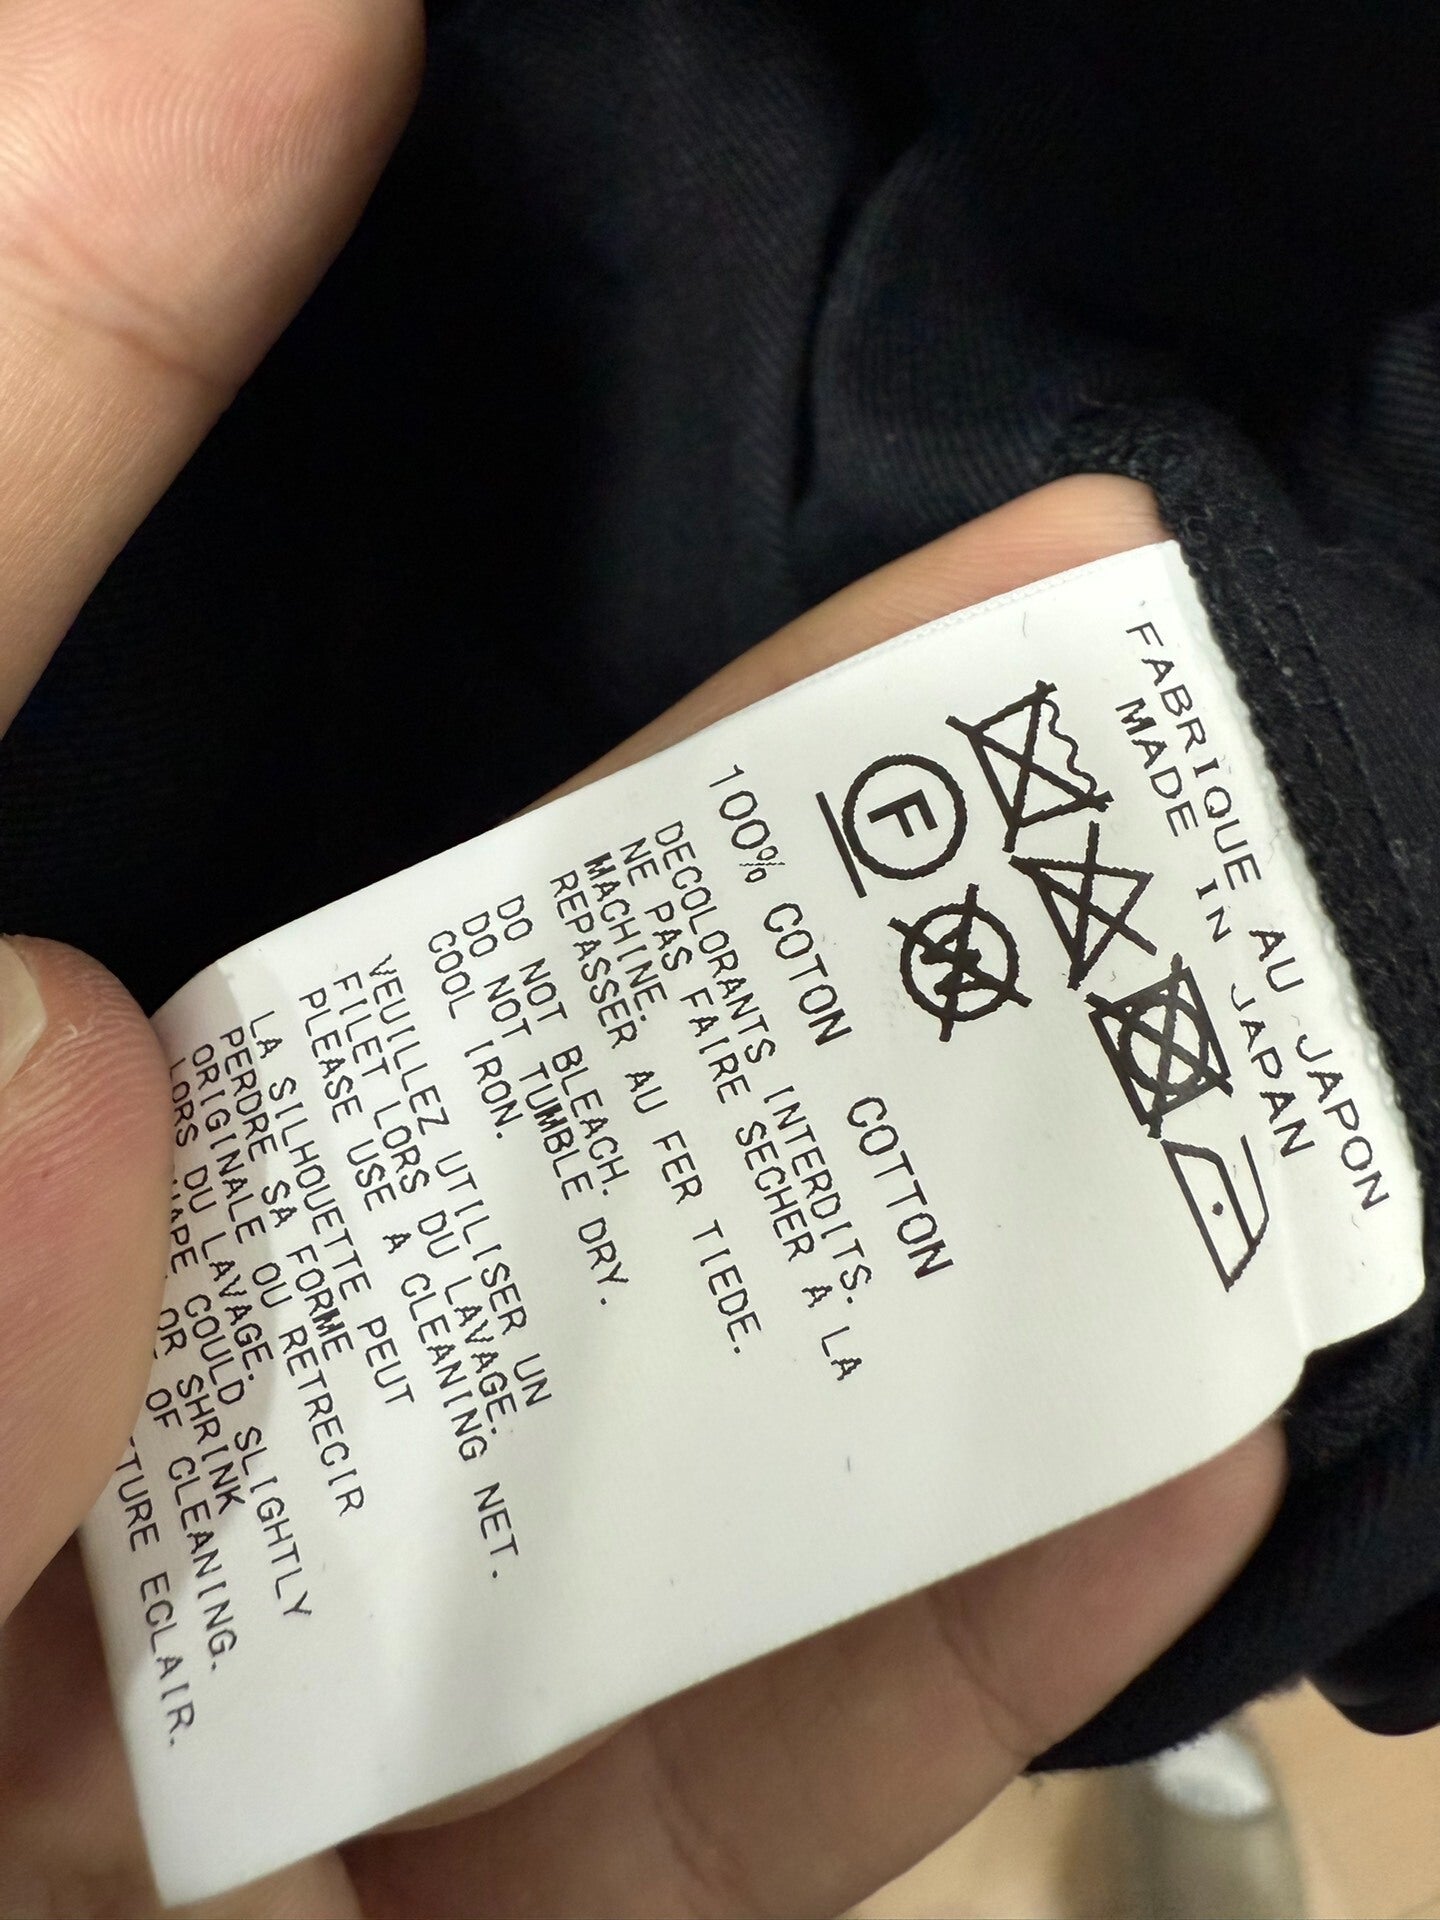 FABRIQUE AU JAPON
MADE IN JAPAN
F
W
100% COTON COTTON
DECOLORANTS INTERDITS.
NE PAS FAIRE SECHER A LA
MACHINE.
REPASSER AU FER TIEDE.
DO NOT BLEACH.
DO NOT TUMBLE DRY.
COOL IRON.
VEUILLEZ UTILISER UN
FILET LORS DU LAVAGE.
PLEASE USE A CLEANING NET.
LA SILHOUETTE PEUT
PERDRE SA FORME
ORIGINALE OU RETRECIR
LORS DU LAVAGE.
COULD SLIGHTLY
OR SHRINK
OF CLEANING.
ECLAIR.